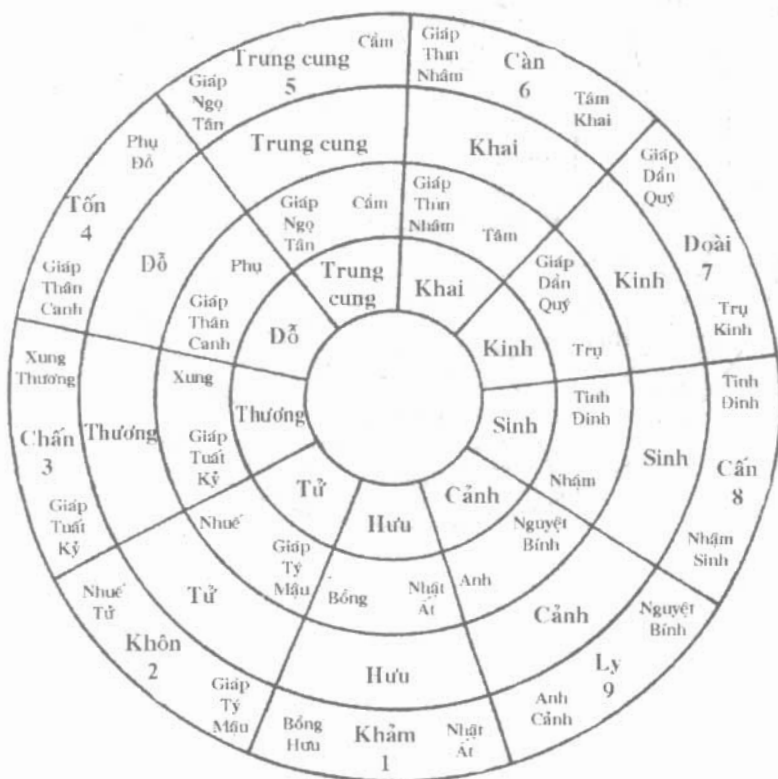 Trung cung
5
Cầm
Giáp
Ngọ
Tân
Giáp
Thìn
Nhâm
Càn
6
Tâm
Khai
Giáp
Dần
Quý
Đoài
7
Trụ
Kinh
Tinh
Đinh
Cấn
8
Nhậm
Sinh
Nguyệt
Bính
Ly
9
Anh
Cảnh
Nhật
Ất
Khảm
1
Bồng
Hưu
Giáp
Tý
Mậu
Khôn
2
Nhuế
Tử
Giáp
Tuất
Kỷ
Chấn
3
Xung
Thương
Giáp
Thân
Canh
Tốn
4
Phụ
Đỗ
Trung cung
Khai
Kinh
Sinh
Cảnh
Hưu
Tử
Thương
Đỗ
Giáp
Ngọ
Tân
Cầm
Giáp
Thìn
Nhâm
Tâm
Giáp
Dần
Quý
Trụ
Tinh
Đinh
Nhậm
Nguyệt
Bính
Anh
Nhật
Ất
Bồng
Giáp
Tý
Mậu
Nhuế
Giáp
Tuất
Kỷ
Xung
Giáp
Thân
Canh
Phụ
Trung
cung
Khai
Kinh
Sinh
Cảnh
Hưu
Tử
Thương
Đỗ